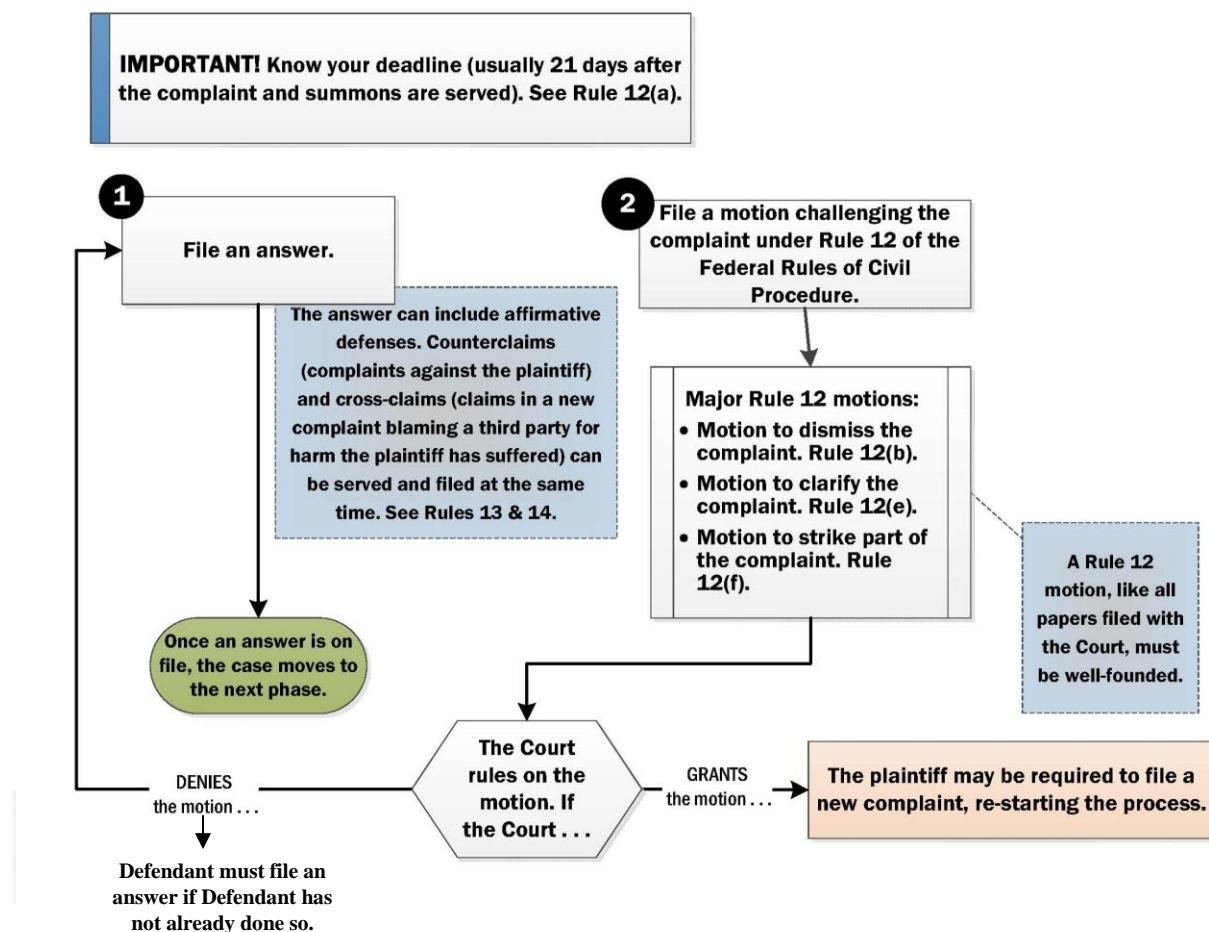 IMPORTANT! Know your deadline (usually 21 days after
the complaint and summons are served). See Rule 12(a).
1
File an answer.
The answer can include affirmative
defenses. Counterclaims
(complaints against the plaintiff)
and cross-claims (claims in a new
complaint blaming a third party for
harm the plaintiff has suffered) can
be served and filed at the same
time. See Rules 13 & 14.
Once an answer is on
file, the case moves to
the next phase.
2
File a motion challenging the
complaint under Rule 12 of the
Federal Rules of Civil
Procedure.
Major Rule 12 motions:
• Motion to dismiss the
complaint. Rule 12(b).
• Motion to clarify the
complaint. Rule 12(e).
• Motion to strike part of
the complaint. Rule
12(f).
A Rule 12
motion, like all
papers filed with
the Court, must
be well-founded.
The Court
rules on the
motion. If
the Court . . .
DENIES
the motion . . .
Defendant must file an
answer if Defendant has
not already done so.
GRANTS
the motion . . .
The plaintiff may be required to file a
new complaint, re-starting the process.